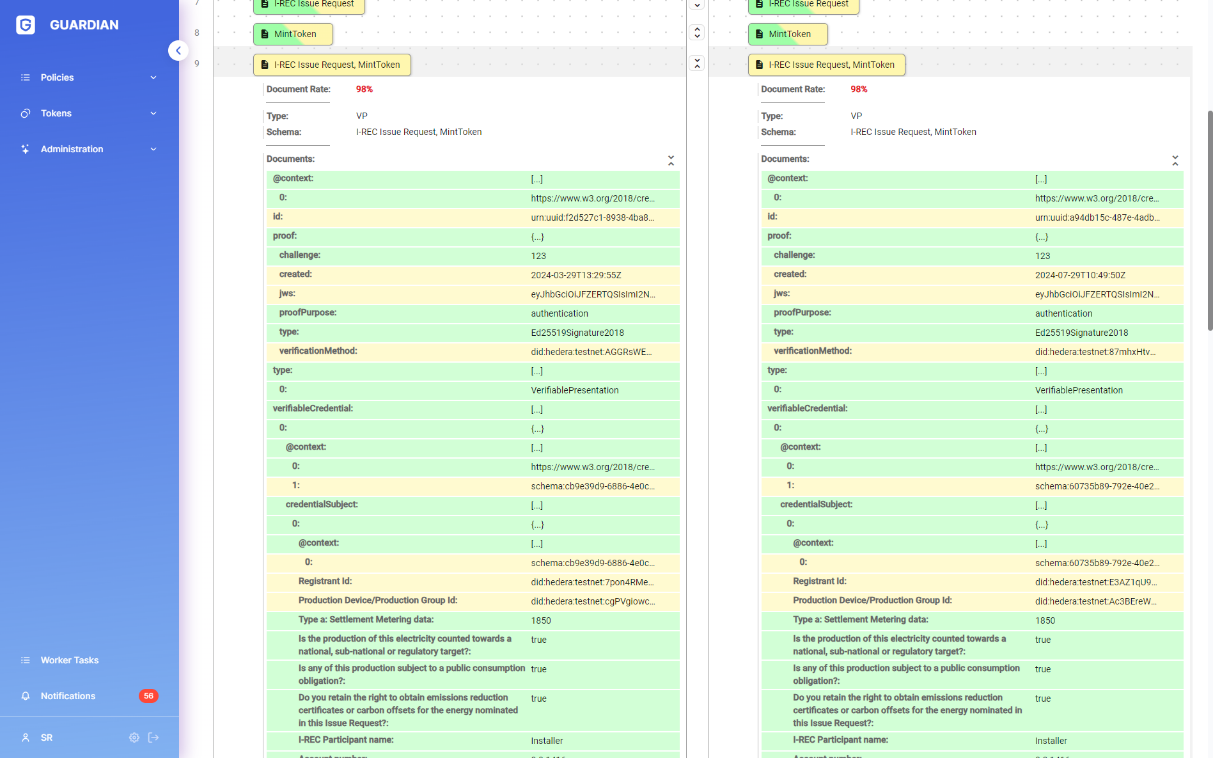 GUARDIAN
Policies
Tokens
Administration
Worker Tasks
Notifications 56
SR
7 I-REC Issue Request I-REC Issue Request
8 MintToken MintToken
9 I-REC Issue Request, MintToken I-REC Issue Request, MintToken
Document Rate: 98% Document Rate: 98%
Type: VP Type: VP
Schema: I-REC Issue Request, MintToken Schema: I-REC Issue Request, MintToken
Documents: Documents:
@context: [...] @context: [...]
0: https://www.w3.org/2018/cre... 0: https://www.w3.org/2018/cre...
id: urn:uuid:f2d527c1-8938-4ba8... id: urn:uuid:a94db15c-487e-4adb...
proof: {...} proof: {...}
challenge: 123 challenge: 123
created: 2024-03-29T13:29:55Z created: 2024-07-29T10:49:50Z
jws: eyJhbGciOiJFZERTQSIsImI2N... jws: eyJhbGciOiJFZERTQSIsImI2N...
proofPurpose: authentication proofPurpose: authentication
type: Ed25519Signature2018 type: Ed25519Signature2018
verificationMethod: did:hedera:testnet:AGGRsWE... verificationMethod: did:hedera:testnet:87mhxHtv...
type: [...] type: [...]
0: VerifiablePresentation 0: VerifiablePresentation
verifiableCredential: [...] verifiableCredential: [...]
0: {...} 0: {...}
@context: [...] @context: [...]
0: https://www.w3.org/2018/cre... 0: https://www.w3.org/2018/cre...
1: schema:cb9e39d9-6886-4e0c... 1: schema:60735b89-792e-40e2...
credentialSubject: [...] credentialSubject: [...]
0: {...} 0: {...}
@context: [...] @context: [...]
0: schema:cb9e39d9-6886-4e0c... 0: schema:60735b89-792e-40e2...
Registrant Id: did:hedera:testnet:7pon4RMe... Registrant Id: did:hedera:testnet:E3AZ1qU9...
Production Device/Production Group Id: did:hedera:testnet:cgPVgiowc... Production Device/Production Group Id: did:hedera:testnet:Ac3BEreW...
Type a: Settlement Metering data: 1850 Type a: Settlement Metering data: 1850
Is the production of this electricity counted towards a true Is the production of this electricity counted towards a true
national, sub-national or regulatory target?: national, sub-national or regulatory target?:
Is any of this production subject to a public consumption true Is any of this production subject to a public consumption true
obligation?: obligation?:
Do you retain the right to obtain emissions reduction true Do you retain the right to obtain emissions reduction true
certificates or carbon offsets for the energy nominated certificates or carbon offsets for the energy nominated
in this Issue Request?: in this Issue Request?:
I-REC Participant name: Installer I-REC Participant name: Installer